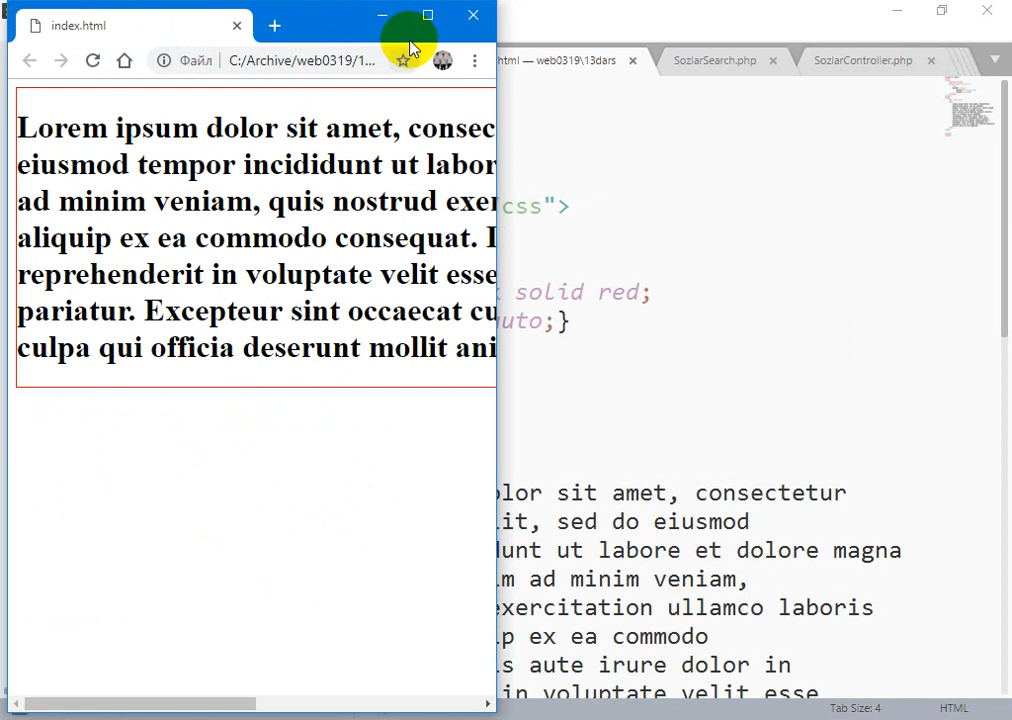 index.html
Файл C:/Archive/web0319/1...
Lorem ipsum dolor sit amet, consec
eiusmod tempor incididunt ut labor
ad minim veniam, quis nostrud exer
aliquip ex ea commodo consequat.
reprehenderit in voluptate velit esse
pariatur. Excepteur sint occaecat cu
culpa qui officia deserunt mollit ani
html — web0319\13dars
SozlarSearch.php
SozlarController.php
css">
solid red;
auto;}
olor sit amet, consectetur
it, sed do eiusmod
dunt ut labore et dolore magna
m ad minim veniam,
exercitation ullamco laboris
p ex ea commodo
s aute irure dolor in
in voluptate velit esse
Tab Size: 4
HTML